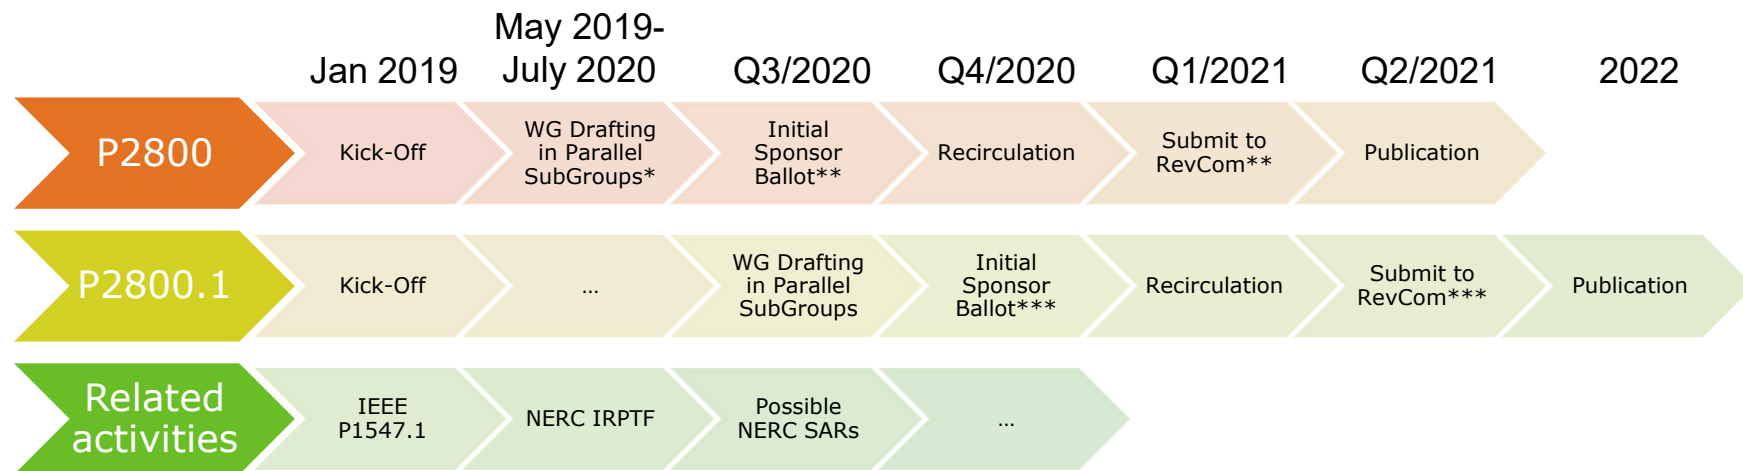 May 2019-
Jan 2019 July 2020 Q3/2020 Q4/2020 Q1/2021 Q2/2021 2022
P2800
Kick-Off
WG Drafting
in Parallel
SubGroups*
Initial
Sponsor
Ballot**
Recirculation
Submit to
RevCom**
Publication
P2800.1
Kick-Off
…
WG Drafting
in Parallel
SubGroups
Initial
Sponsor
Ballot***
Recirculation
Submit to
RevCom***
Publication
Related
activities
IEEE
P1547.1
NERC IRPTF
Possible
NERC SARs
…